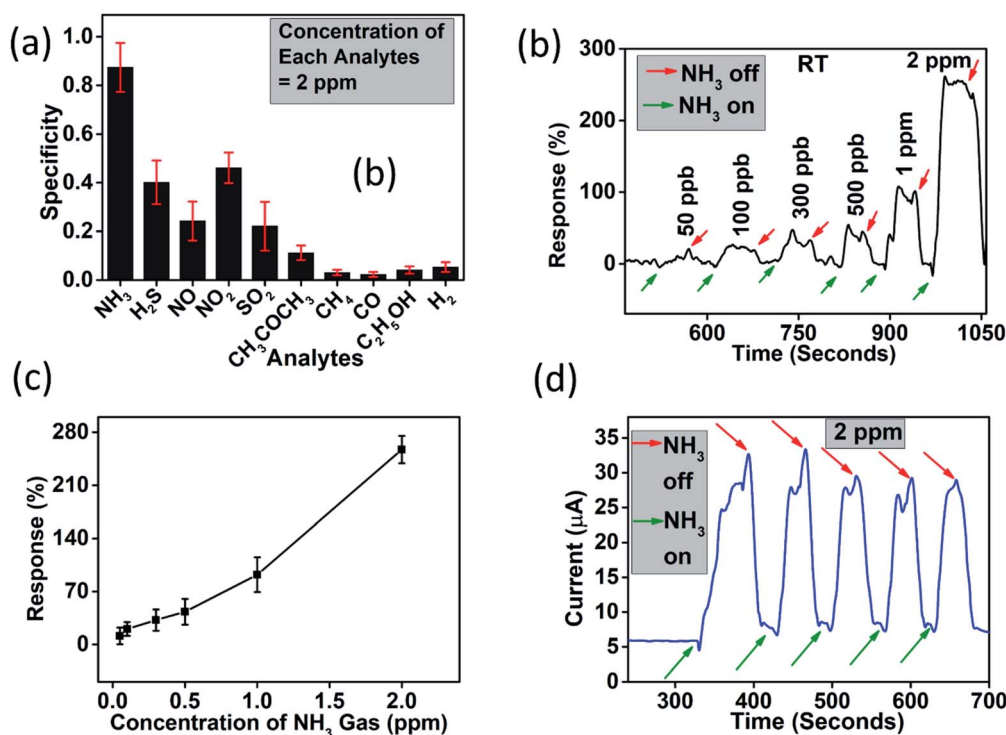 (a)
Concentration of
Each Analytes
= 2 ppm
(b)
Specificity
1.0
0.8
0.6
0.4
0.2
0.0
NH₃
H₂S
NO
NO₂
SO₂
CH₃COCH₃
CH₄
CO
C₂H₅OH
H₂
Analytes
(b)
Response (%)
300
200
100
0
NH₃ off
NH₃ on
RT
50 ppb
100 ppb
300 ppb
500 ppb
1 ppm
2 ppm
600 750 900 1050
Time (Seconds)
(c)
Response (%)
280
210
140
70
0
0.0 0.5 1.0 1.5 2.0
Concentration of NH₃ Gas (ppm)
(d)
Current (μA)
35
30
25
20
15
10
5
0
NH₃
off
NH₃
on
2 ppm
300 400 500 600 700
Time (Seconds)